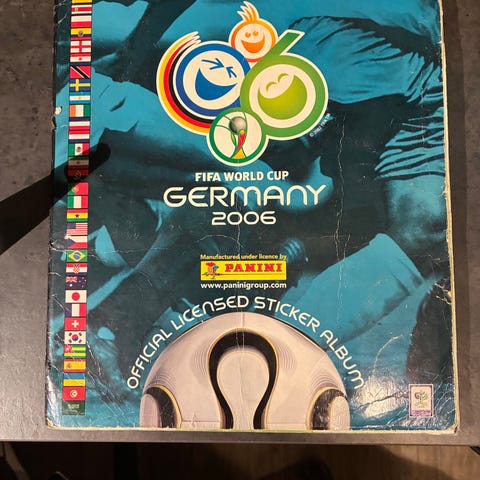 FIFA WORLD CUP
GERMANY
2006
Manufactured under licence by
PANINI
www.paninigroup.com
OFFICIAL LICENSED STICKER ALBUM